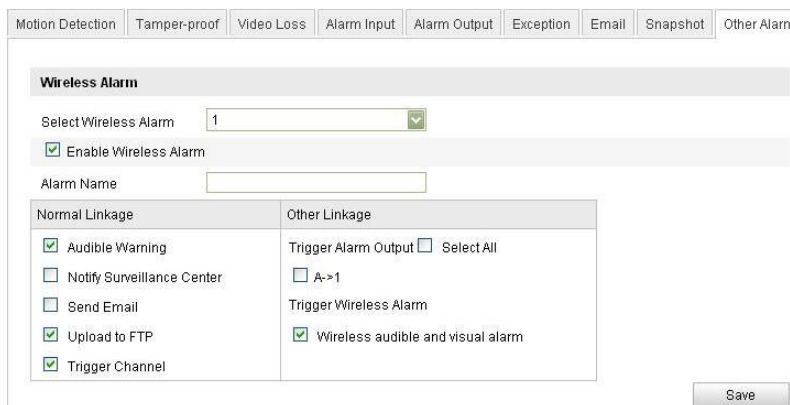 Motion Detection Tamper-proof Video Loss Alarm Input Alarm Output Exception Email Snapshot Other Alarm
Wireless Alarm
Select Wireless Alarm 1
Enable Wireless Alarm
Alarm Name
Normal Linkage Other Linkage
Audible Warning Trigger Alarm Output Select All
Notify Surveillance Center A->1
Send Email Trigger Wireless Alarm
Upload to FTP Wireless audible and visual alarm
Trigger Channel
Save